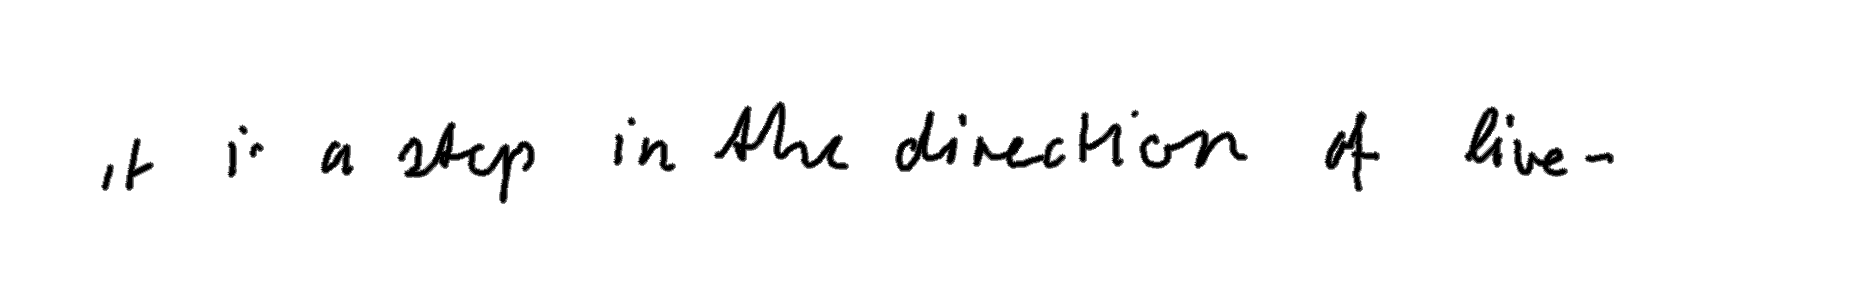 it is a step in the direction of live-